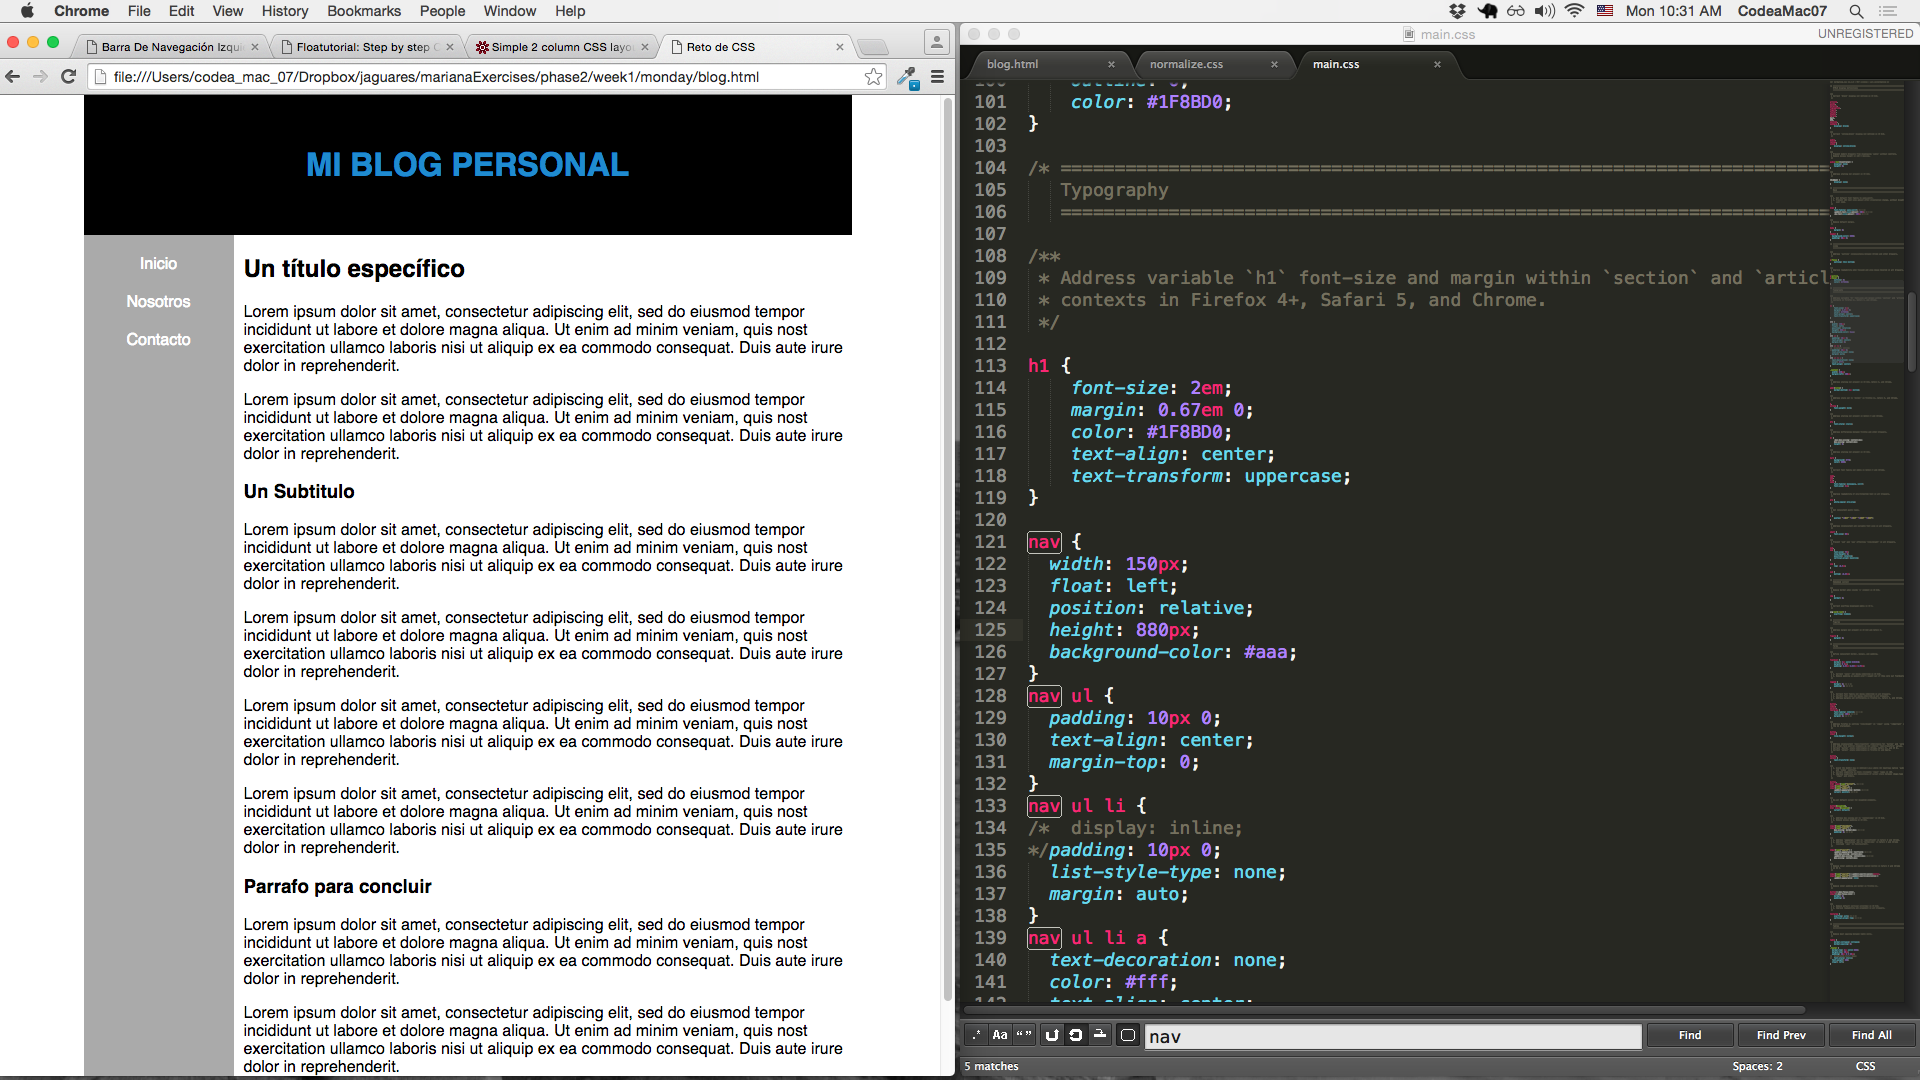 Chrome File Edit View History Bookmarks People Window Help Mon 10:31 AM CodeaMac07
Barra De Navegación Izqui Floatutorial: Step by step Simple 2 column CSS layo Reto de CSS
file:///Users/codea_mac_07/Dropbox/jaguares/marianaExercises/phase2/week1/monday/blog.html
MI BLOG PERSONAL
Inicio
Nosotros
Contacto
Un título específico
Lorem ipsum dolor sit amet, consectetur adipiscing elit, sed do eiusmod tempor
incididunt ut labore et dolore magna aliqua. Ut enim ad minim veniam, quis nost
exercitation ullamco laboris nisi ut aliquip ex ea commodo consequat. Duis aute irure
dolor in reprehenderit.
Lorem ipsum dolor sit amet, consectetur adipiscing elit, sed do eiusmod tempor
incididunt ut labore et dolore magna aliqua. Ut enim ad minim veniam, quis nost
exercitation ullamco laboris nisi ut aliquip ex ea commodo consequat. Duis aute irure
dolor in reprehenderit.
Un Subtitulo
Lorem ipsum dolor sit amet, consectetur adipiscing elit, sed do eiusmod tempor
incididunt ut labore et dolore magna aliqua. Ut enim ad minim veniam, quis nost
exercitation ullamco laboris nisi ut aliquip ex ea commodo consequat. Duis aute irure
dolor in reprehenderit.
Lorem ipsum dolor sit amet, consectetur adipiscing elit, sed do eiusmod tempor
incididunt ut labore et dolore magna aliqua. Ut enim ad minim veniam, quis nost
exercitation ullamco laboris nisi ut aliquip ex ea commodo consequat. Duis aute irure
dolor in reprehenderit.
Lorem ipsum dolor sit amet, consectetur adipiscing elit, sed do eiusmod tempor
incididunt ut labore et dolore magna aliqua. Ut enim ad minim veniam, quis nost
exercitation ullamco laboris nisi ut aliquip ex ea commodo consequat. Duis aute irure
dolor in reprehenderit.
Lorem ipsum dolor sit amet, consectetur adipiscing elit, sed do eiusmod tempor
incididunt ut labore et dolore magna aliqua. Ut enim ad minim veniam, quis nost
exercitation ullamco laboris nisi ut aliquip ex ea commodo consequat. Duis aute irure
dolor in reprehenderit.
Parrafo para concluir
Lorem ipsum dolor sit amet, consectetur adipiscing elit, sed do eiusmod tempor
incididunt ut labore et dolore magna aliqua. Ut enim ad minim veniam, quis nost
exercitation ullamco laboris nisi ut aliquip ex ea commodo consequat. Duis aute irure
dolor in reprehenderit.
Lorem ipsum dolor sit amet, consectetur adipiscing elit, sed do eiusmod tempor
incididunt ut labore et dolore magna aliqua. Ut enim ad minim veniam, quis nost
exercitation ullamco laboris nisi ut aliquip ex ea commodo consequat. Duis aute irure
dolor in reprehenderit.
main.css UNREGISTERED
blog.html normalize.css main.css
100 outline: 0;
101 color: #1F8BD0;
102 }
103
104 /* ==========================================================================
105 Typography
106 ==========================================================================
107
108 /**
109 * Address variable `h1` font-size and margin within `section` and `articl
110 * contexts in Firefox 4+, Safari 5, and Chrome.
111 */
112
113 h1 {
114 font-size: 2em;
115 margin: 0.67em 0;
116 color: #1F8BD0;
117 text-align: center;
118 text-transform: uppercase;
119 }
120
121 nav {
122 width: 150px;
123 float: left;
124 position: relative;
125 height: 880px;
126 background-color: #aaa;
127 }
128 nav ul {
129 padding: 10px 0;
130 text-align: center;
131 margin-top: 0;
132 }
133 nav ul li {
134 /* display: inline;
135 */padding: 10px 0;
136 list-style-type: none;
137 margin: auto;
138 }
139 nav ul li a {
140 text-decoration: none;
141 color: #fff;
142 text-align: center;
.* Aa “” nav Find Find Prev Find All
5 matches Spaces: 2 CSS